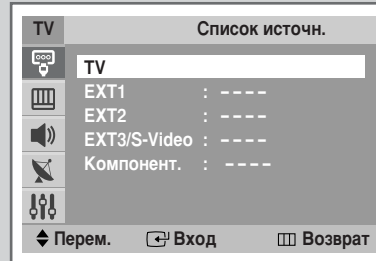 TV Список источн.
TV
EXT1 : ----
EXT2 : ----
EXT3/S-Video : ----
Компонент. : ----
Перем. Вход Возврат